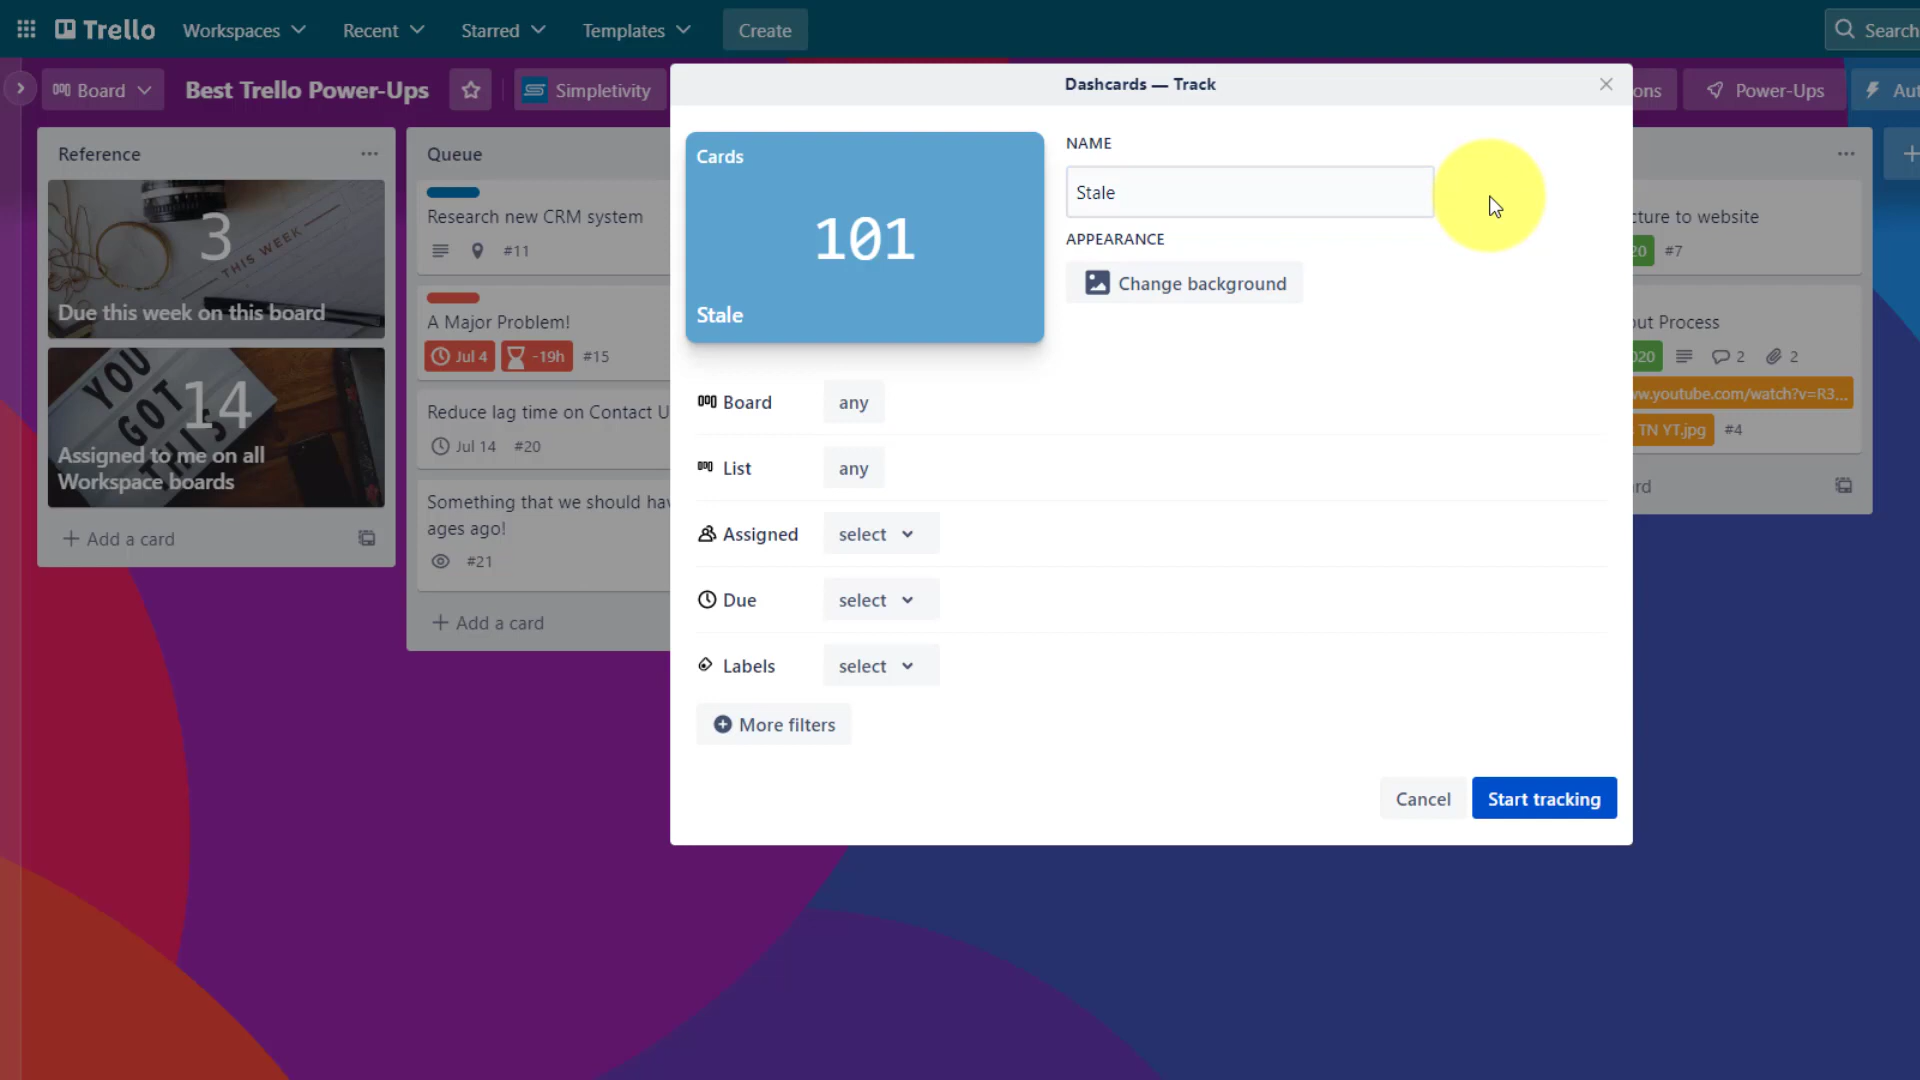 Trello
Workspaces
Recent
Starred
Templates
Create
Search
Board
Best Trello Power-Ups
Simpletivity
Power-Ups
Reference
3
THIS WEEK
Due this week on this board
YOU
GOT
THIS
14
Assigned to me on all
Workspace boards
+ Add a card
Queue
Research new CRM system
#11
A Major Problem!
Jul 4
-19h
#15
Reduce lag time on Contact U
Jul 14
#20
Something that we should hav
ages ago!
#21
+ Add a card
Dashcards — Track
Cards
101
Stale
NAME
Stale
APPEARANCE
Change background
Board
any
List
any
Assigned
select
Due
select
Labels
select
More filters
Cancel
Start tracking
cture to website
20
#7
out Process
020
2
2
ww.youtube.com/watch?v=R3...
TN YT.jpg
#4